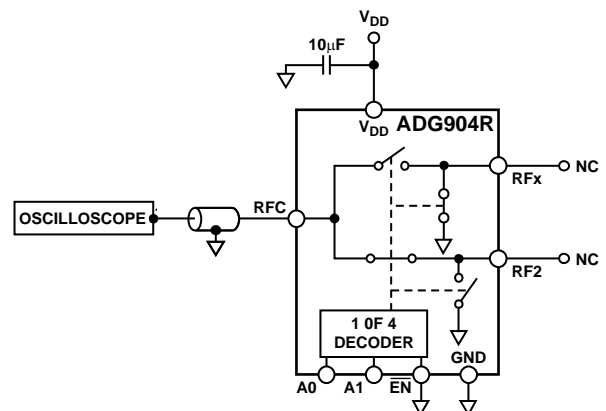 VDD
10μF
VDD
ADG904R
RFx
NC
OSCILLOSCOPE
RFC
RF2
NC
1 0F 4
DECODER
GND
A0
A1
EN